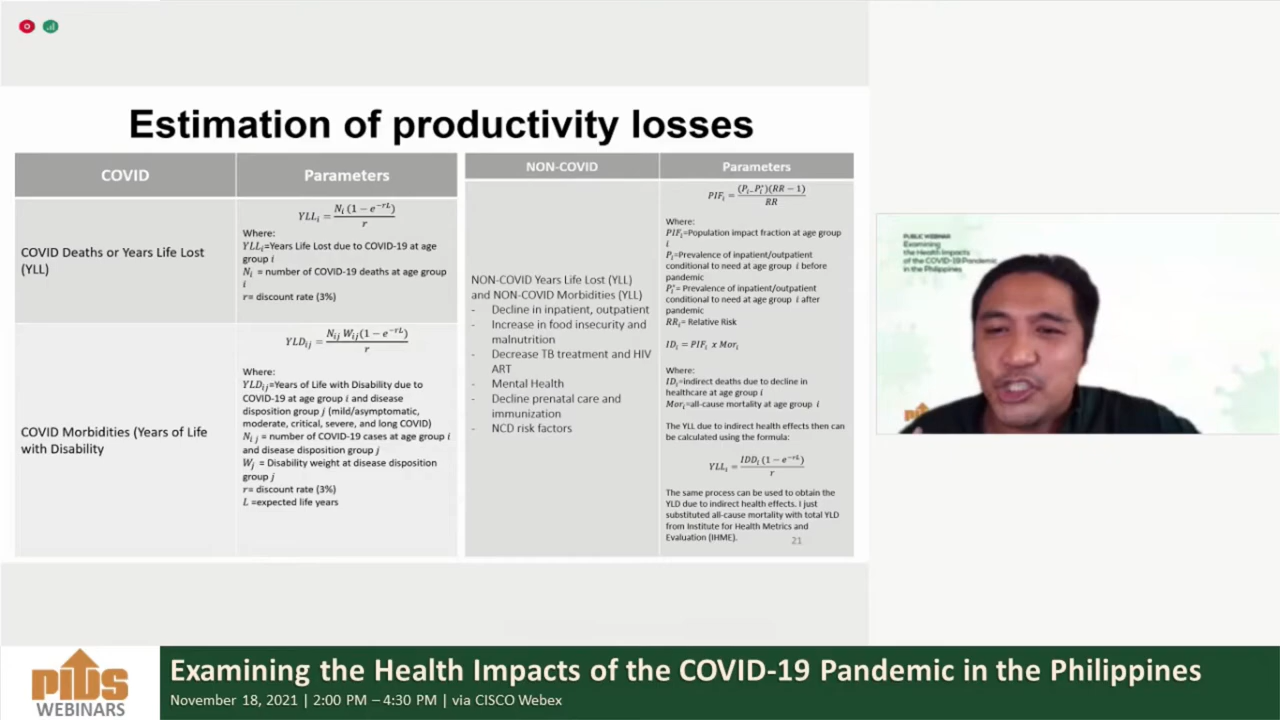 Estimation of productivity losses
COVID
Parameters
COVID Deaths or Years Life Lost
(YLL)
YLLᵢ = Nᵢ (1 − e^−rL) / r
Where:
YLLᵢ=Years Life Lost due to COVID-19 at age
group i
Nᵢ = number of COVID-19 deaths at age group
i
r= discount rate (3%)
COVID Morbidities (Years of Life
with Disability
YLDᵢⱼ = Nᵢⱼ Wᵢⱼ(1 − e^−rL) / r
Where:
YLDᵢⱼ=Years of Life with Disability due to
COVID-19 at age group i and disease
disposition group j (mild/asymptomatic,
moderate, critical, severe, and long COVID)
Nᵢ ⱼ = number of COVID-19 cases at age group i
and disease disposition group j
Wⱼ = Disability weight at disease disposition
group j
r= discount rate (3%)
L =expected life years
NON-COVID
Parameters
NON-COVID Years Life Lost (YLL)
and NON-COVID Morbidities (YLL)
- Decline in inpatient, outpatient
- Increase in food insecurity and
malnutrition
- Decrease TB treatment and HIV
ART
- Mental Health
- Decline prenatal care and
immunization
- NCD risk factors
PIFᵢ = (Pᵢ−Pᵢ*)(RR − 1) / RR
Where:
PIFᵢ=Population impact fraction at age group
i
Pᵢ=Prevalence of inpatient/outpatient
conditional to need at age group i before
pandemic
Pᵢ*= Prevalence of inpatient/outpatient
conditional to need at age group i after
pandemic
RRᵢ= Relative Risk
IDᵢ = PIFᵢ x Morᵢ
Where:
IDᵢ=Indirect deaths due to decline in
healthcare at age group i
Morᵢ=all-cause mortality at age group i
The YLL due to indirect health effects then can
be calculated using the formula:
YLLᵢ = IDDᵢ (1 − e^−rL) / r
The same process can be used to obtain the
YLD due to indirect health effects. I just
substituted all-cause mortality with total YLD
from Institute for Health Metrics and
Evaluation (IHME).
21
PUBLIC WEBINAR
Examining
the Health Impacts
of the COVID-19 Pandemic
in the Philippines
PIDS
WEBINARS
Examining the Health Impacts of the COVID-19 Pandemic in the Philippines
November 18, 2021 | 2:00 PM – 4:30 PM | via CISCO Webex